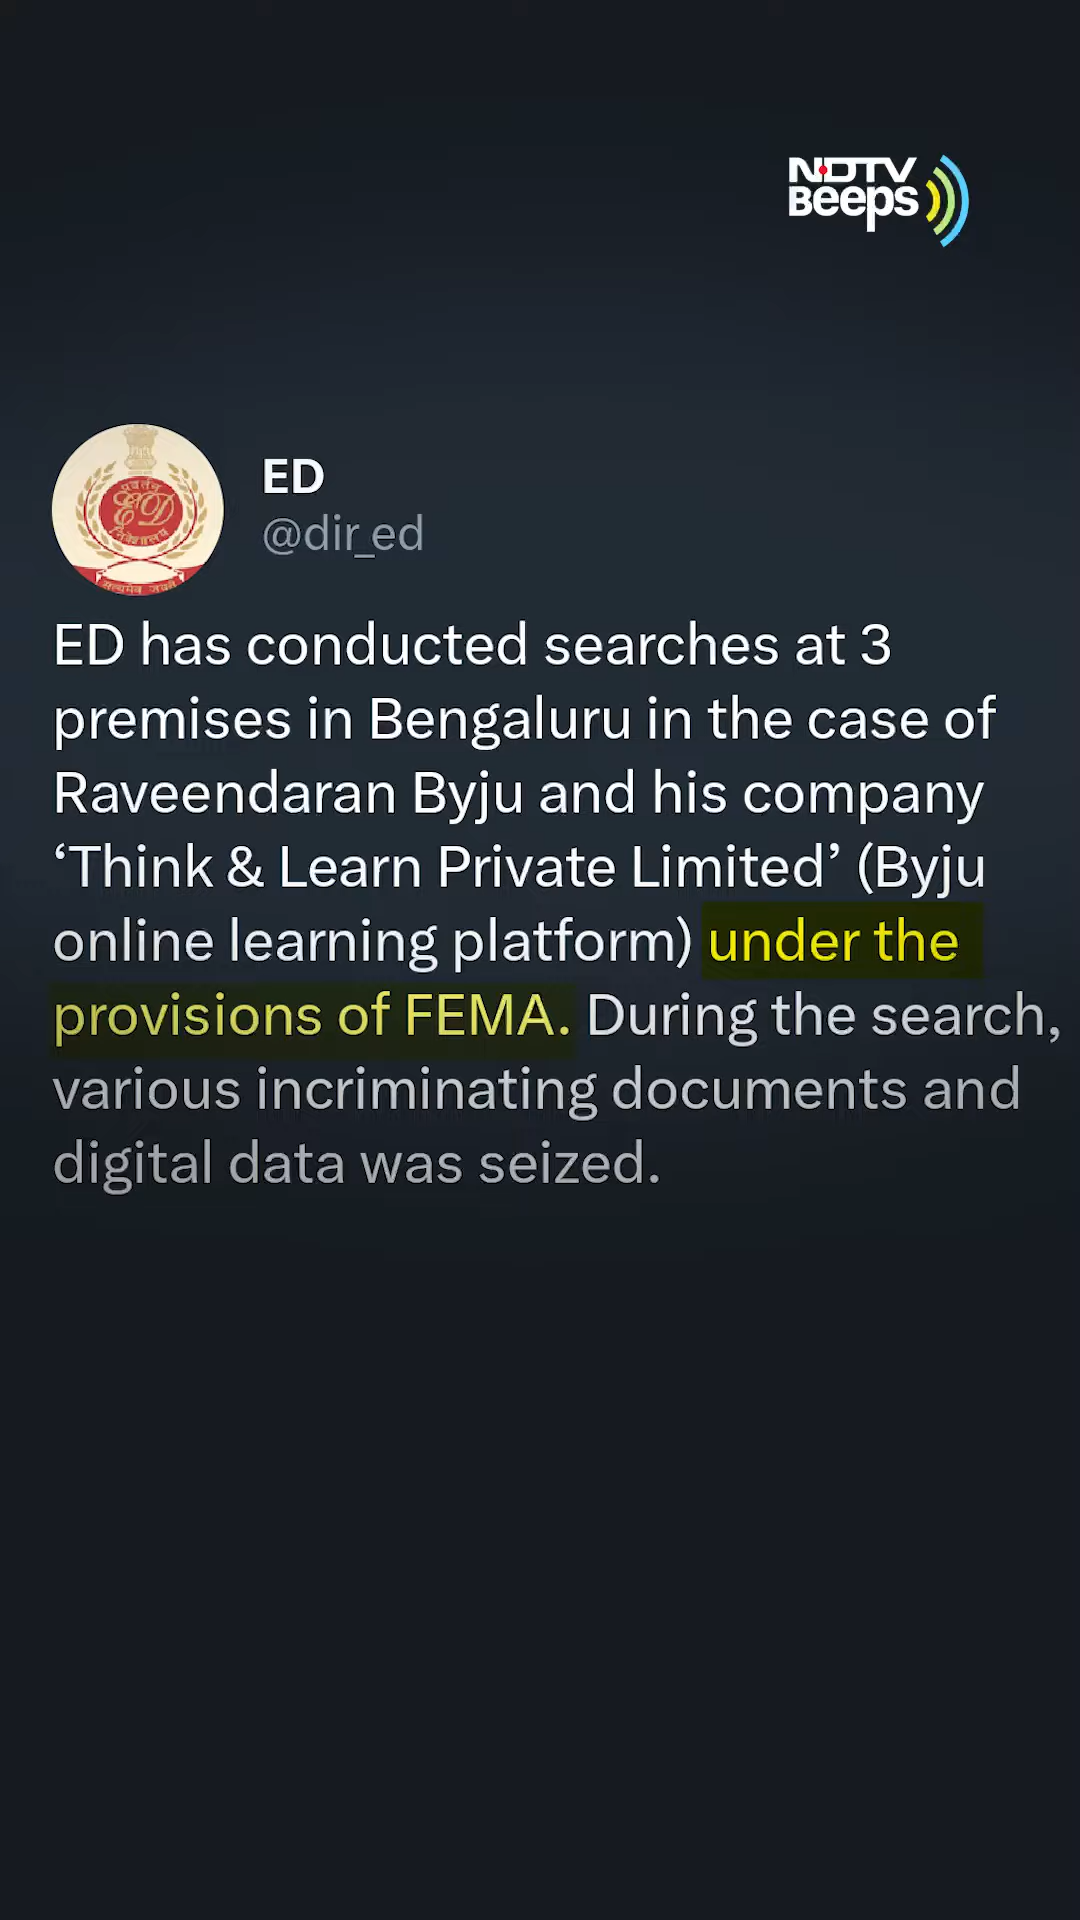 NDTV
Beeps
ED
@dir_ed
ED has conducted searches at 3
premises in Bengaluru in the case of
Raveendaran Byju and his company
‘Think & Learn Private Limited’ (Byju
online learning platform) under the
provisions of FEMA. During the search,
various incriminating documents and
digital data was seized.